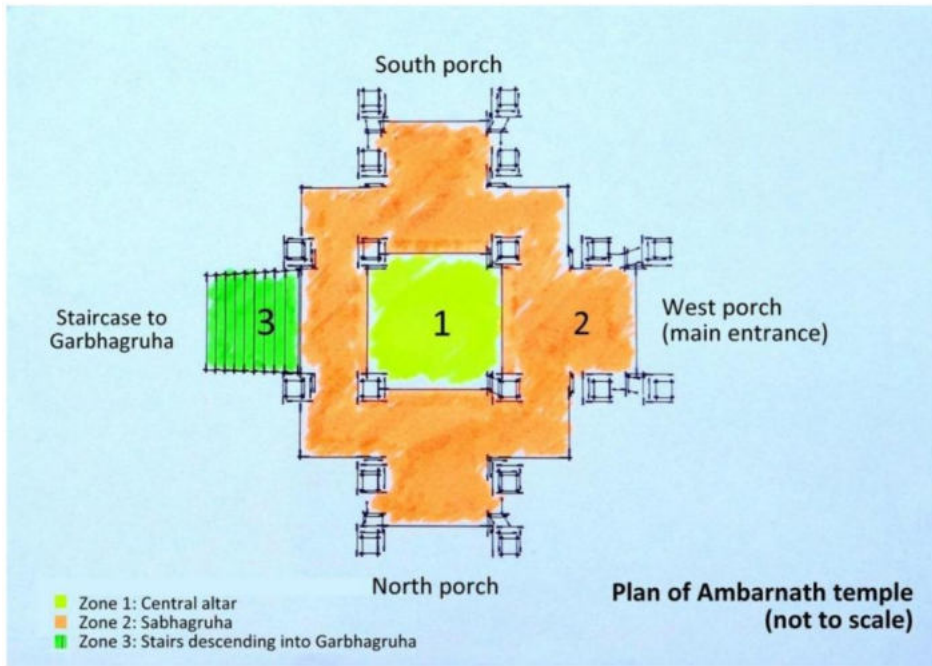 South porch
Staircase to
Garbhagruha
3
1
2
West porch
(main entrance)
North porch
Zone 1: Central altar
Zone 2: Sabhagruha
Zone 3: Stairs descending into Garbhagruha
Plan of Ambarnath temple
(not to scale)